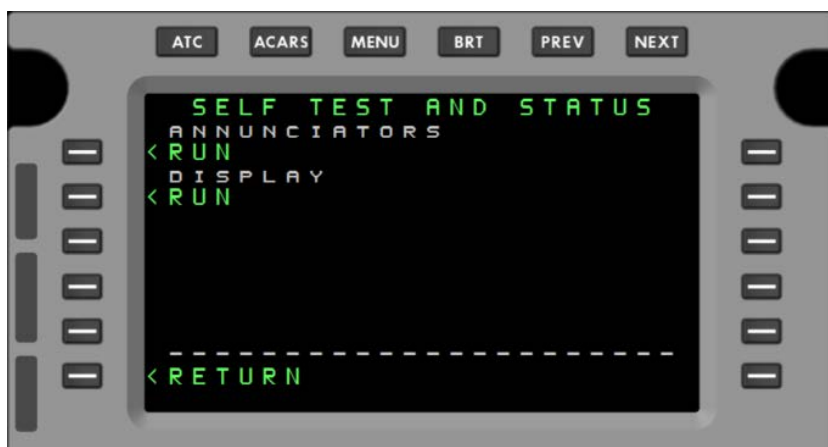 ATC ACARS MENU BRT PREV NEXT
SELF TEST AND STATUS
ANNUNCIATORS
<RUN
DISPLAY
<RUN
------------------------
<RETURN